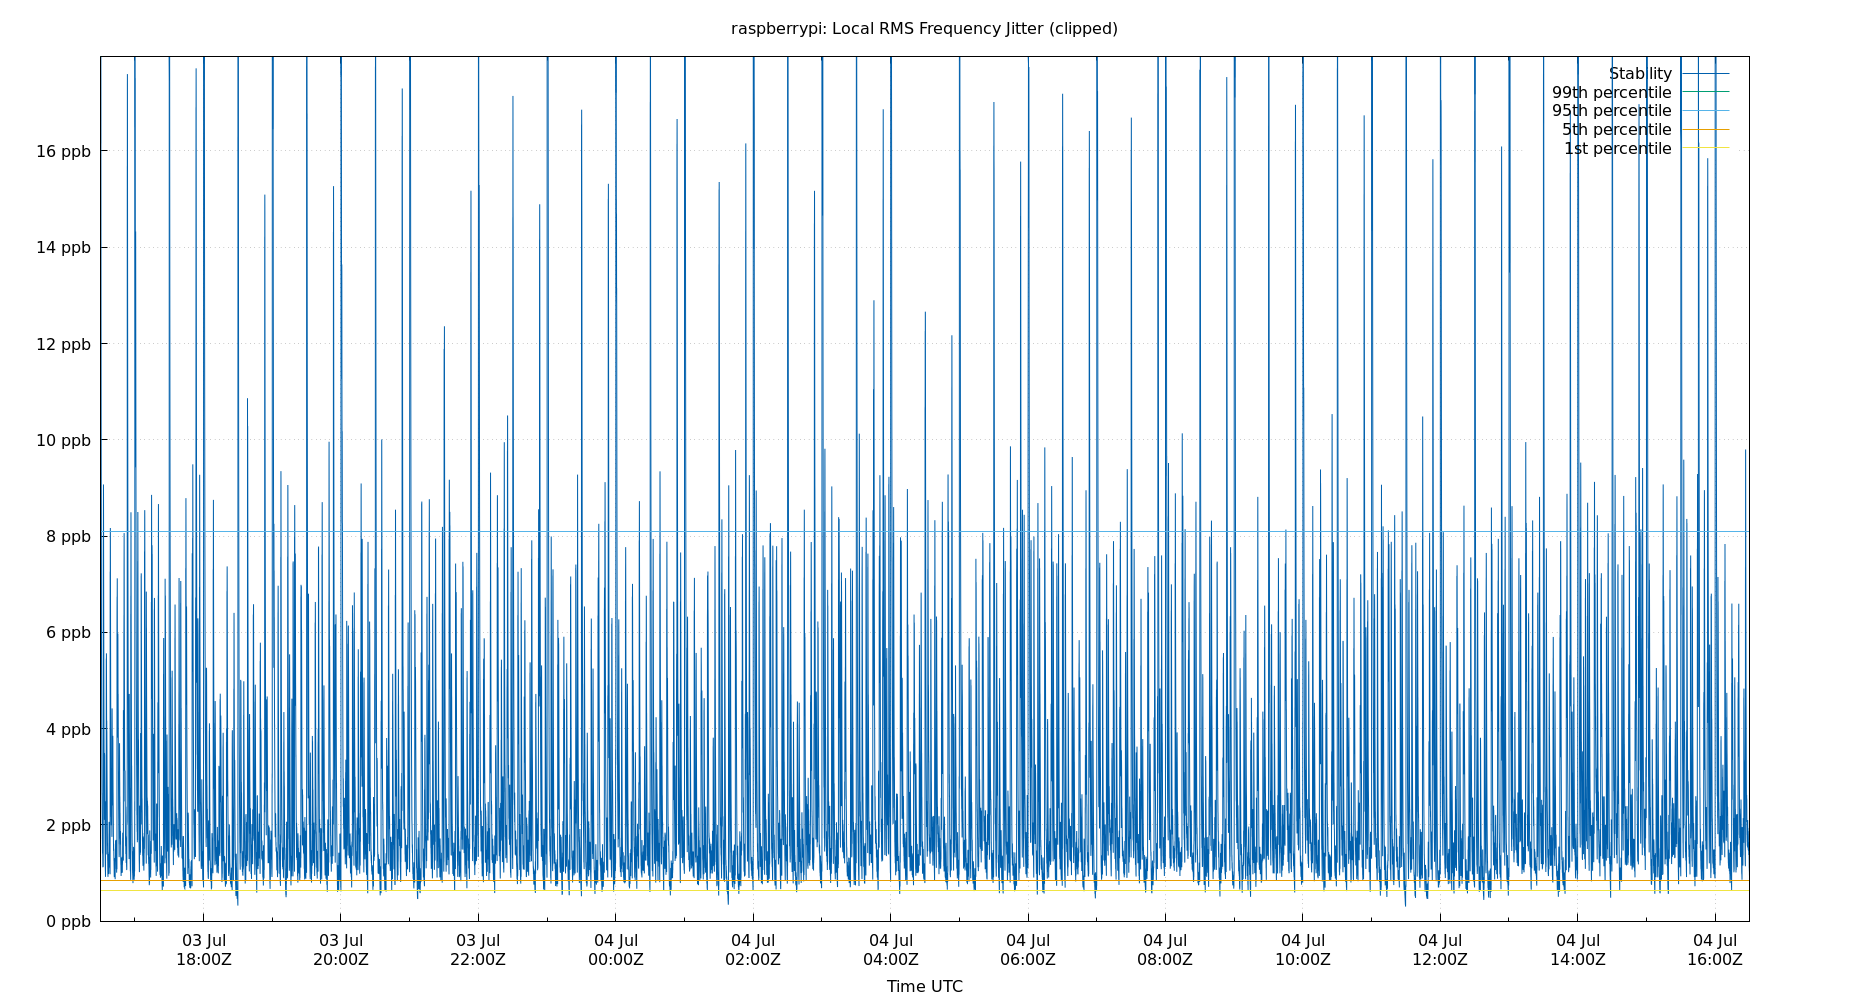 raspberrypi: Local RMS Frequency Jitter (clipped)
Stability
99th percentile
95th percentile
5th percentile
1st percentile
16 ppb
14 ppb
12 ppb
10 ppb
8 ppb
6 ppb
4 ppb
2 ppb
0 ppb
03 Jul 03 Jul 03 Jul 04 Jul 04 Jul 04 Jul 04 Jul 04 Jul 04 Jul 04 Jul 04 Jul 04 Jul
18:00Z 20:00Z 22:00Z 00:00Z 02:00Z 04:00Z 06:00Z 08:00Z 10:00Z 12:00Z 14:00Z 16:00Z
Time UTC